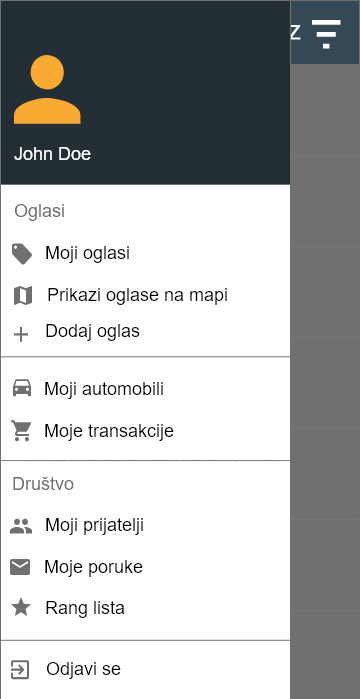 z
John Doe
Oglasi
Moji oglasi
Prikazi oglase na mapi
Dodaj oglas
Moji automobili
Moje transakcije
Društvo
Moji prijatelji
Moje poruke
Rang lista
Odjavi se